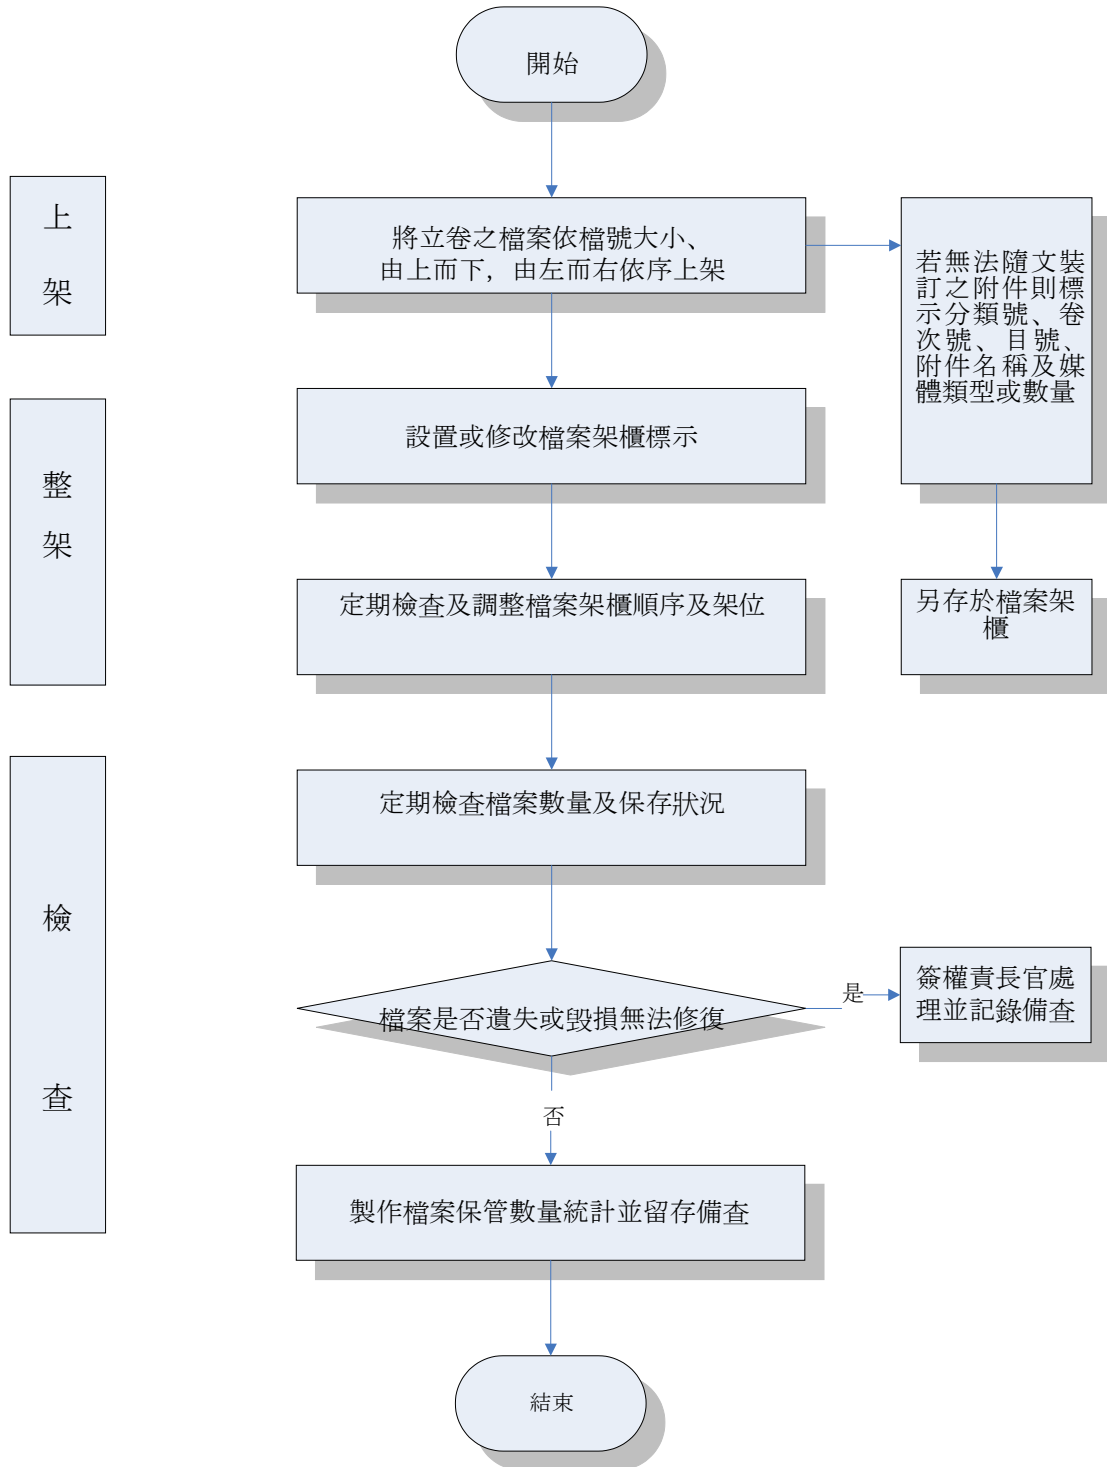 開始
上
架
將立卷之檔案依檔號大小、
由上而下，由左而右依序上架
若無法隨文裝
訂之附件則標
示分類號、卷
次號、目號、
附件名稱及媒
體類型或數量
整
架
設置或修改檔案架櫃標示
定期檢查及調整檔案架櫃順序及架位
另存於檔案架
櫃
檢
查
定期檢查檔案數量及保存狀況
檔案是否遺失或毀損無法修復
是
簽權責長官處
理並記錄備查
否
製作檔案保管數量統計並留存備查
結束